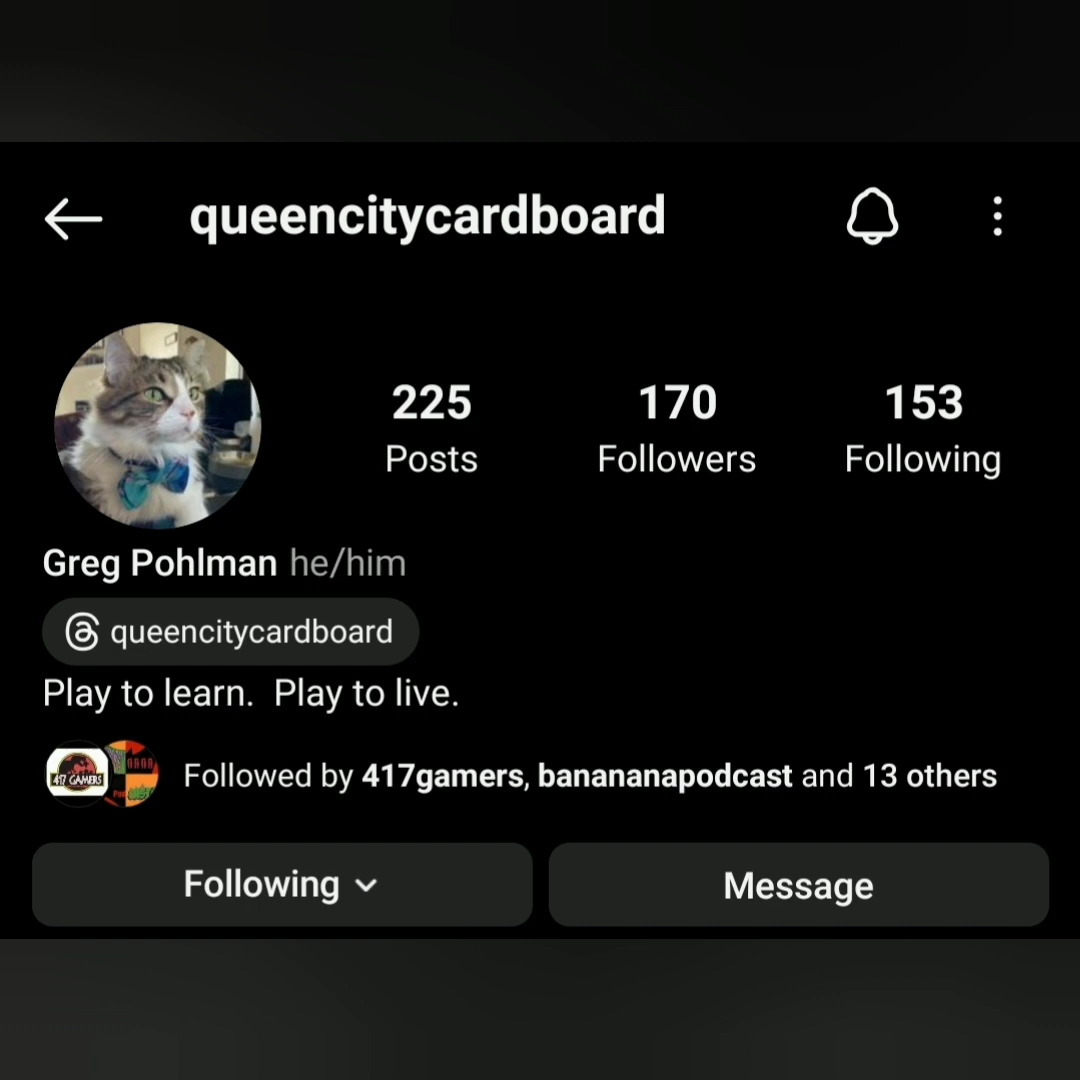 queencitycardboard
225 170 153
Posts Followers Following
Greg Pohlman he/him
queencitycardboard
Play to learn.  Play to live.
417 GAMERS
Followed by 417gamers, banananapodcast and 13 others
Following Message